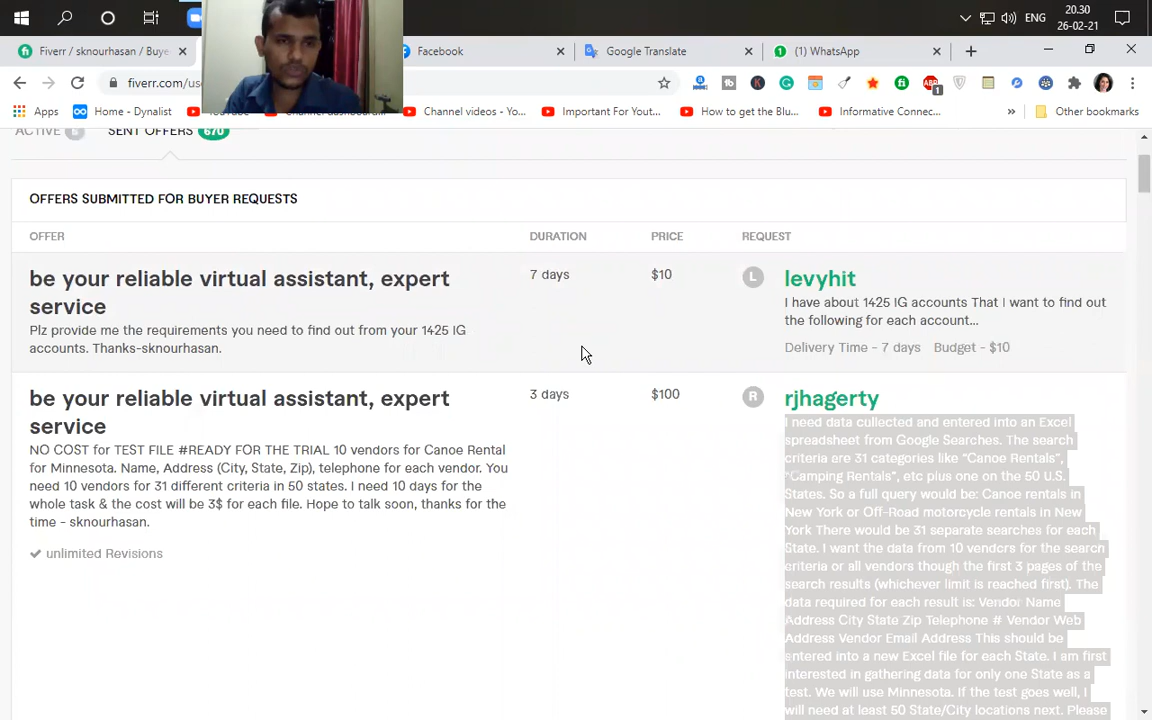 20.30
ENG
26-02-21
Fiverr / sknourhasan / Buye
Facebook
Google Translate
(1) WhatsApp
fiverr.com/us
1
Apps
Home - Dynalist
Channel videos - Yo...
Important For Yout...
How to get the Blu...
Informative Connec...
»
Other bookmarks
ACTIVE 6 SENT OFFERS 670
OFFERS SUBMITTED FOR BUYER REQUESTS
OFFER DURATION PRICE REQUEST
be your reliable virtual assistant, expert
service
Plz provide me the requirements you need to find out from your 1425 IG
accounts. Thanks-sknourhasan.
7 days
$10
L
levyhit
I have about 1425 IG accounts That I want to find out
the following for each account...
Delivery Time - 7 days Budget - $10
be your reliable virtual assistant, expert
service
NO COST for TEST FILE #READY FOR THE TRIAL 10 vendors for Canoe Rental
for Minnesota. Name, Address (City, State, Zip), telephone for each vendor. You
need 10 vendors for 31 different criteria in 50 states. I need 10 days for the
whole task & the cost will be 3$ for each file. Hope to talk soon, thanks for the
time - sknourhasan.
unlimited Revisions
3 days
$100
R
rjhagerty
I need data cullected and entered into an Excel
spreadsheet from Google Searches. The search
criteria ere 31 categories like “Canoe Rentals”,
“Camping Rentals”, etc plus one on the 50 U.S.
States. So a full query would be: Canoe rentals in
New York or Off-Road motorcycle rentals in New
York There would be 31 separate searches for each
State. I want the data from 10 vendors for the search
criteria or all vendors though the first 3 pages of the
search results (whichever limit is reached first). The
data required for each result is: Vendor Name
Address City State Zip Telephone # Vendor Web
Address Vendor Email Address This should be
entered into a new Excel file for each State. I am first
interested in gathering data for only one State as a
test. We will use Minnesota. If the test goes well, I
will need at least 50 State/City locations next. Please